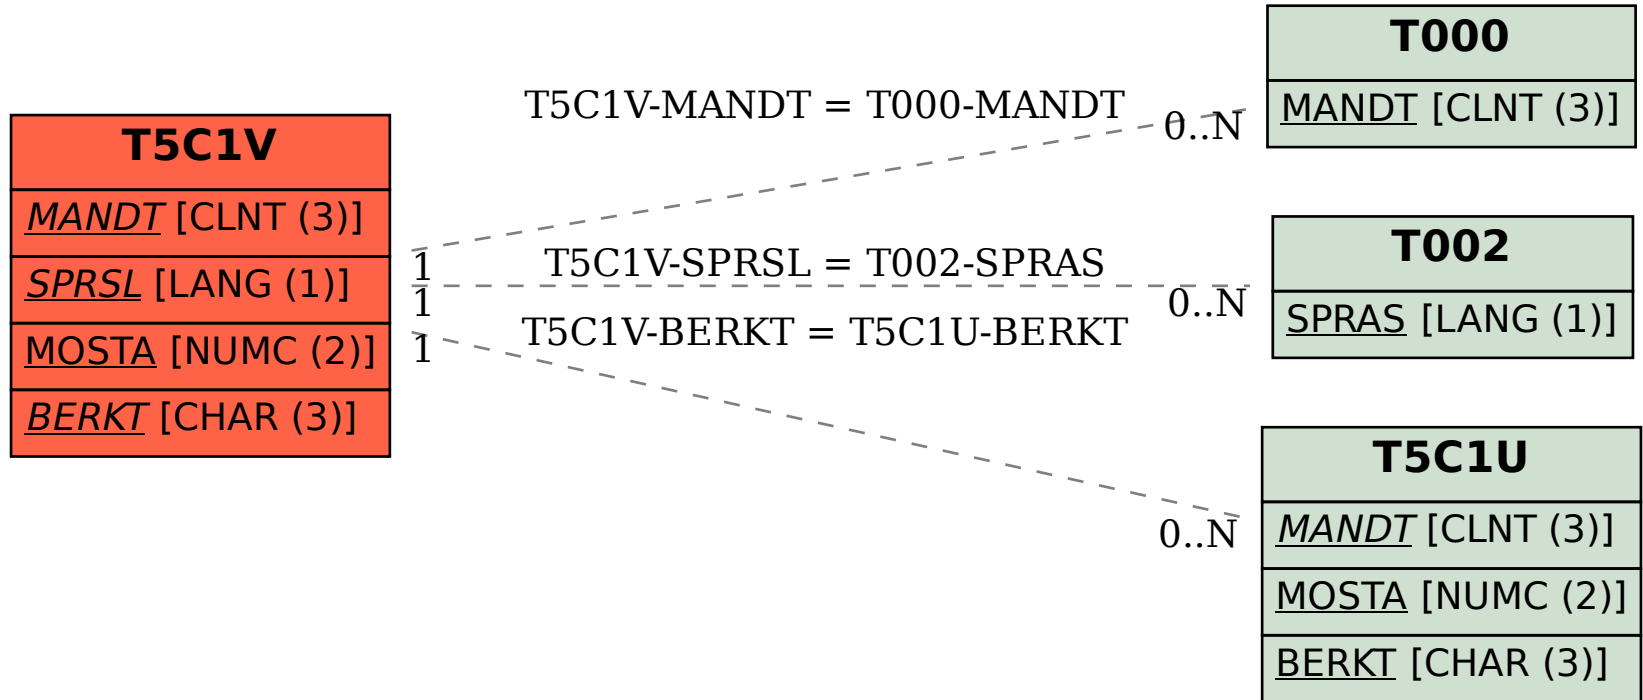 T5C1V
MANDT [CLNT (3)]
SPRSL [LANG (1)]
MOSTA [NUMC (2)]
BERKT [CHAR (3)]
T5C1V-MANDT = T000-MANDT
0..N
1
T5C1V-SPRSL = T002-SPRAS
0..N
1
T5C1V-BERKT = T5C1U-BERKT
0..N
1
T000
MANDT [CLNT (3)]
T002
SPRAS [LANG (1)]
T5C1U
MANDT [CLNT (3)]
MOSTA [NUMC (2)]
BERKT [CHAR (3)]